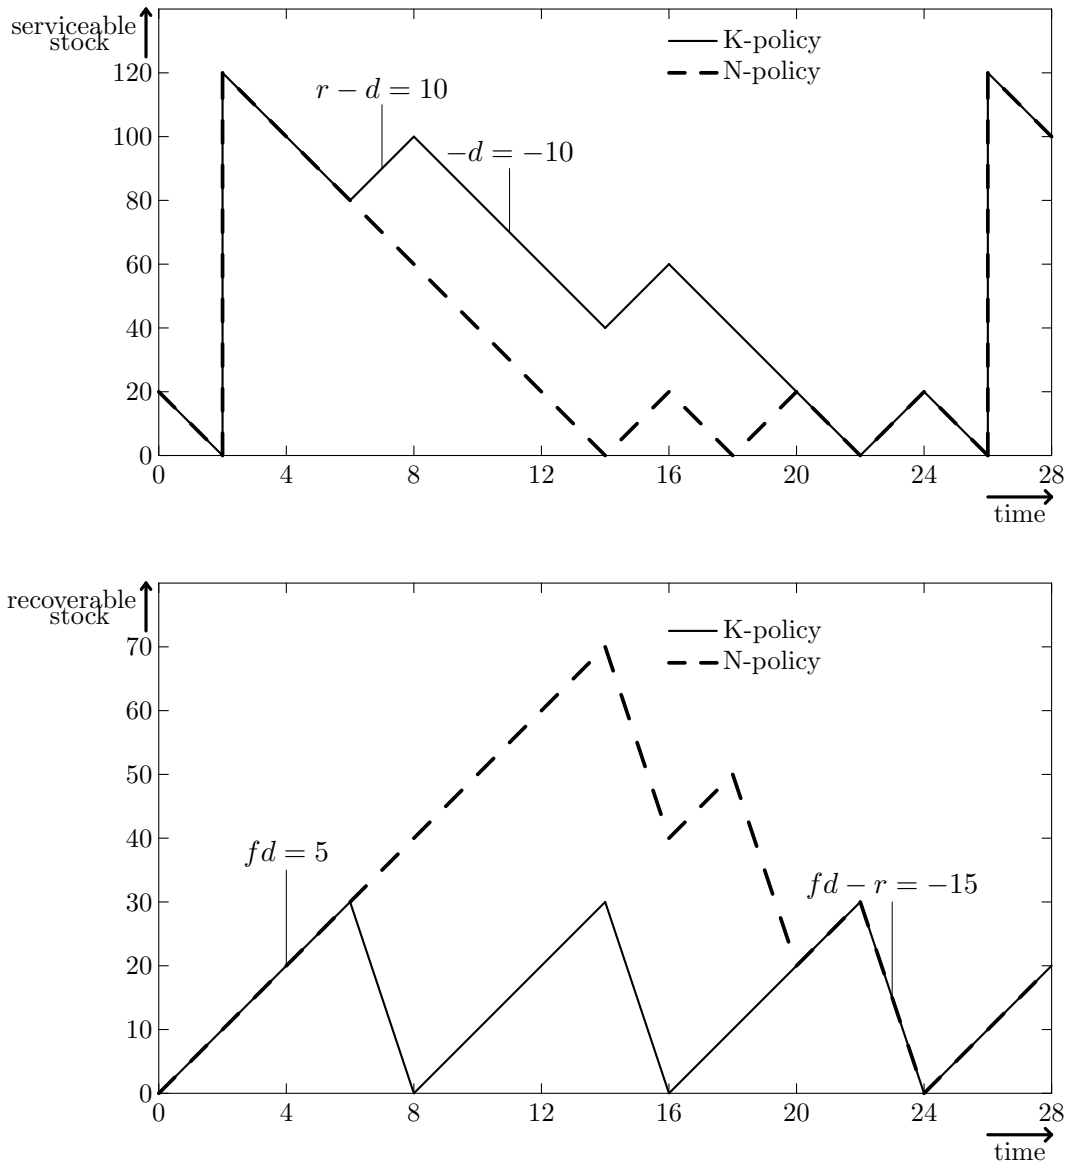 serviceable
stock
K-policy
N-policy
120
r − d = 10
100
−d = −10
80
60
40
20
0
0 4 8 12 16 20 24 28
time
recoverable
stock
K-policy
N-policy
70
60
50
40
fd = 5
30
fd − r = −15
20
10
0
0 4 8 12 16 20 24 28
time